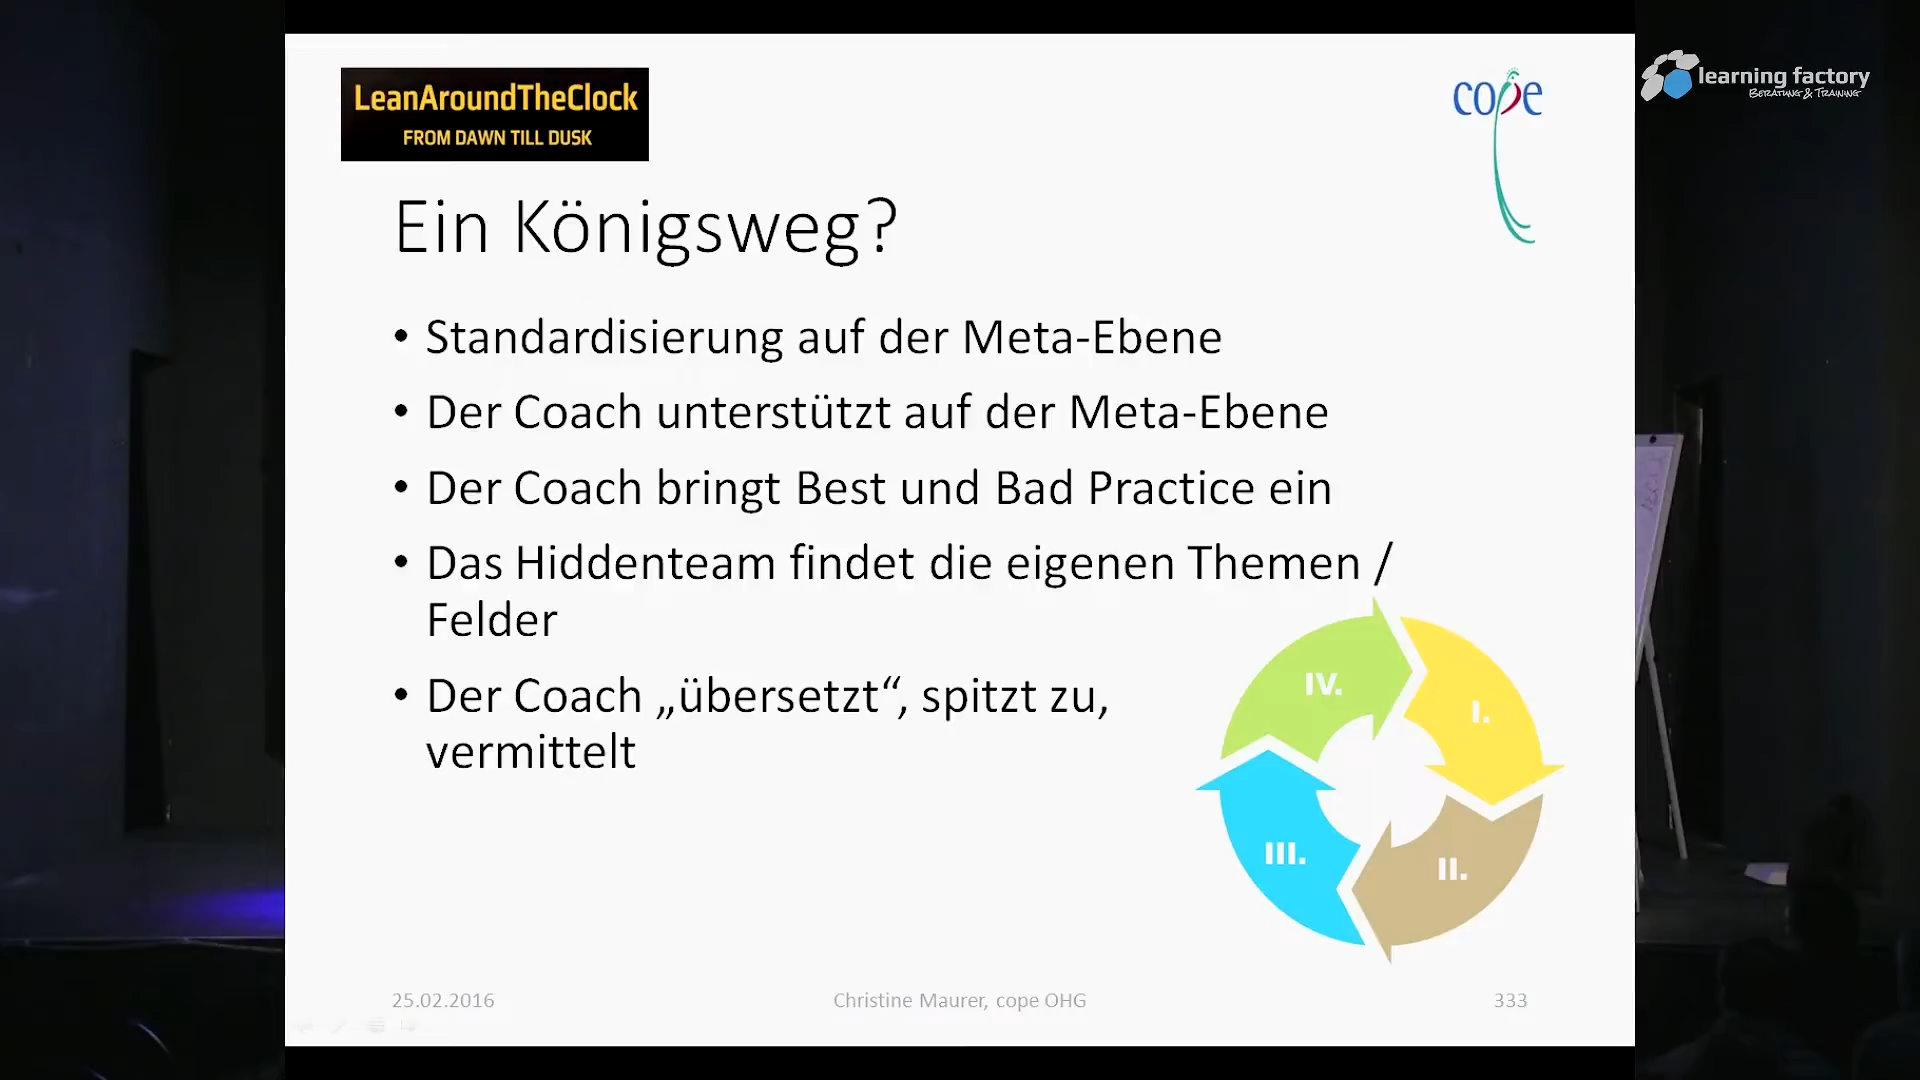 LeanAroundTheClock
FROM DAWN TILL DUSK
cope
learning factory
BERATUNG & TRAINING
Ein Königsweg?
• Standardisierung auf der Meta-Ebene
• Der Coach unterstützt auf der Meta-Ebene
• Der Coach bringt Best und Bad Practice ein
• Das Hiddenteam findet die eigenen Themen /
Felder
• Der Coach „übersetzt“, spitzt zu,
vermittelt
IV.
I.
III.
II.
25.02.2016
Christine Maurer, cope OHG
333